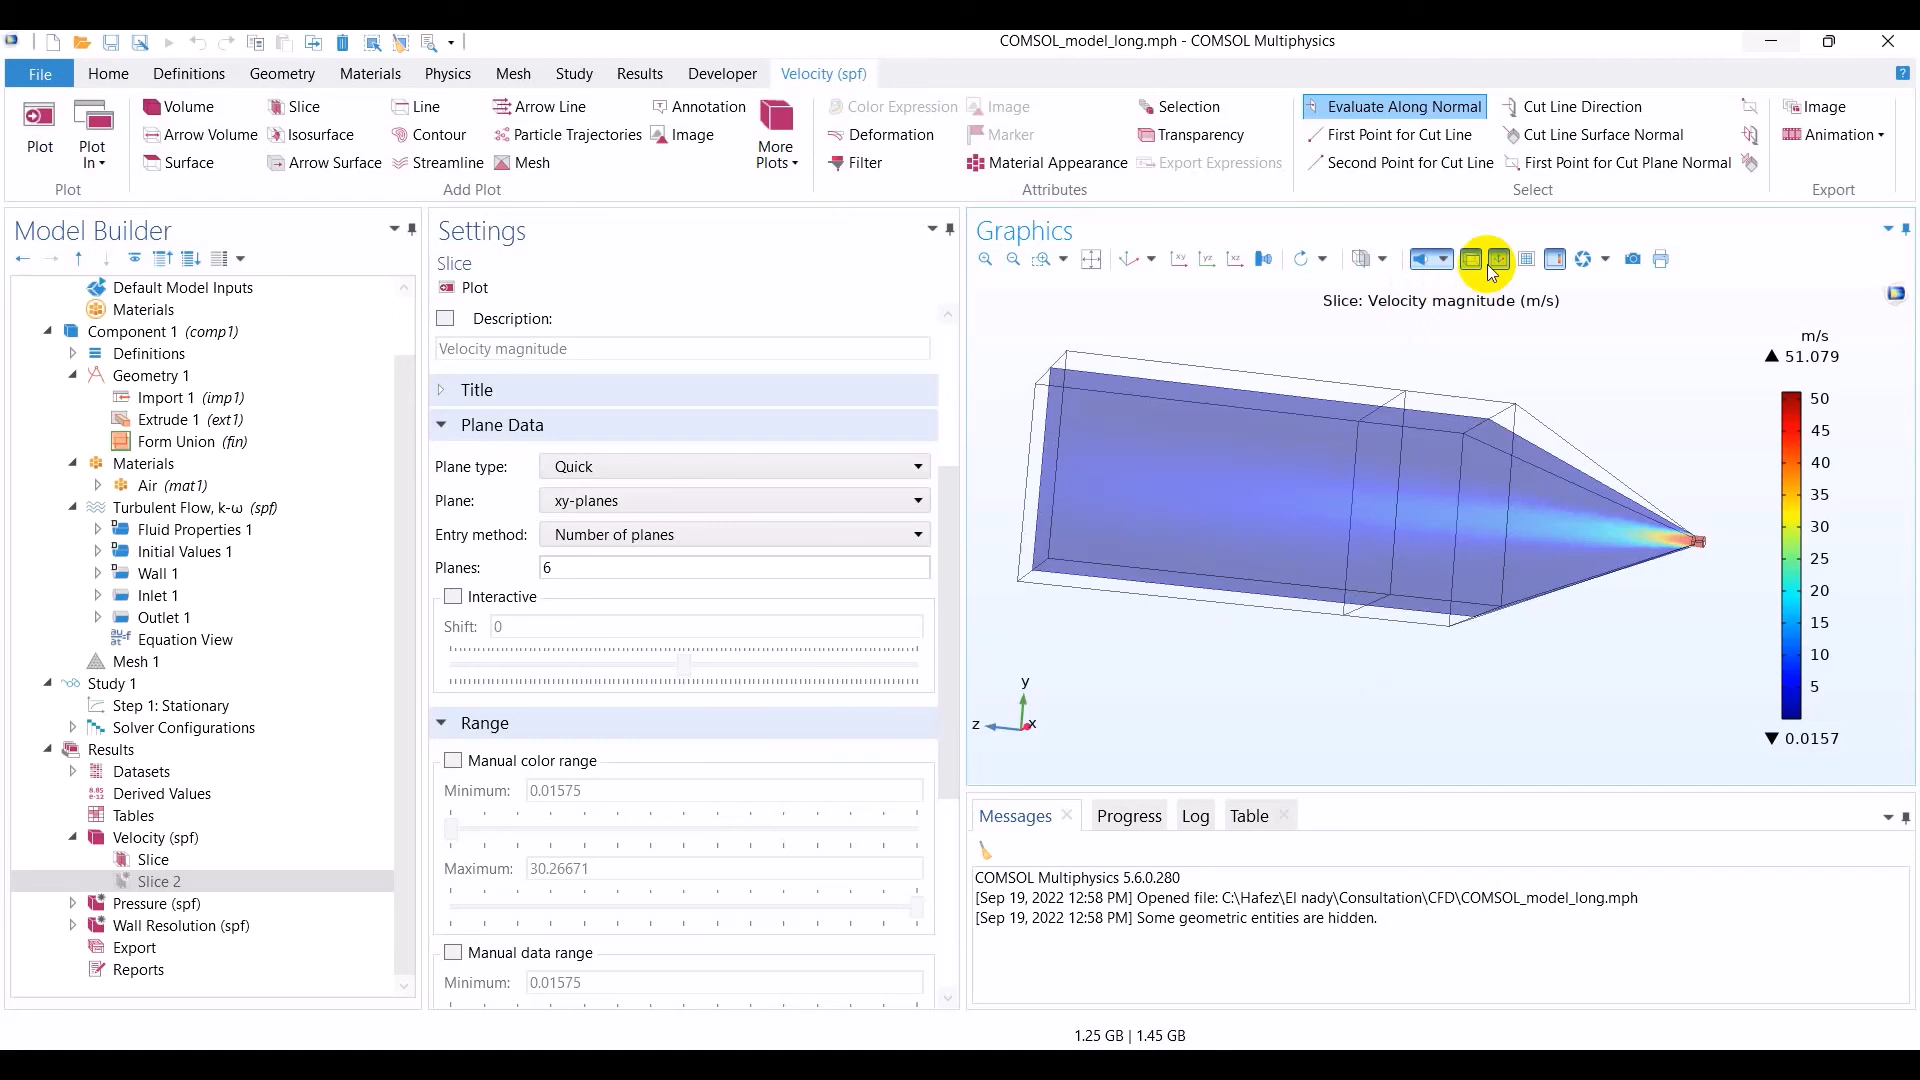 COMSOL_model_long.mph - COMSOL Multiphysics
File Home Definitions Geometry Materials Physics Mesh Study Results Developer Velocity (spf)
Plot
Plot In
Plot
Volume
Arrow Volume
Surface
Slice
Isosurface
Arrow Surface
Line
Contour
Streamline
Arrow Line
Particle Trajectories
Mesh
Annotation
Image
More Plots
Add Plot
Color Expression
Deformation
Filter
Image
Marker
Material Appearance
Selection
Transparency
Export Expressions
Attributes
Evaluate Along Normal
First Point for Cut Line
Second Point for Cut Line
Cut Line Direction
Cut Line Surface Normal
First Point for Cut Plane Normal
Select
Image
Animation
Export
Model Builder
Default Model Inputs
Materials
Component 1 (comp1)
Definitions
Geometry 1
Import 1 (imp1)
Extrude 1 (ext1)
Form Union (fin)
Materials
Air (mat1)
Turbulent Flow, k-ω (spf)
Fluid Properties 1
Initial Values 1
Wall 1
Inlet 1
Outlet 1
Equation View
Mesh 1
Study 1
Step 1: Stationary
Solver Configurations
Results
Datasets
Derived Values
Tables
Velocity (spf)
Slice
Slice 2
Pressure (spf)
Wall Resolution (spf)
Export
Reports
Settings
Slice
Plot
Description:
Velocity magnitude
Title
Plane Data
Plane type: Quick
Plane: xy-planes
Entry method: Number of planes
Planes: 6
Interactive
Shift: 0
Range
Manual color range
Minimum: 0.01575
Maximum: 30.26671
Manual data range
Minimum: 0.01575
Graphics
xy yz xz
Slice: Velocity magnitude (m/s)
m/s
▲ 51.079
50
45
40
35
30
25
20
15
10
5
▼ 0.0157
y
z x
Messages Progress Log Table
COMSOL Multiphysics 5.6.0.280
[Sep 19, 2022 12:58 PM] Opened file: C:\Hafez\El nady\Consultation\CFD\COMSOL_model_long.mph
[Sep 19, 2022 12:58 PM] Some geometric entities are hidden.
1.25 GB | 1.45 GB